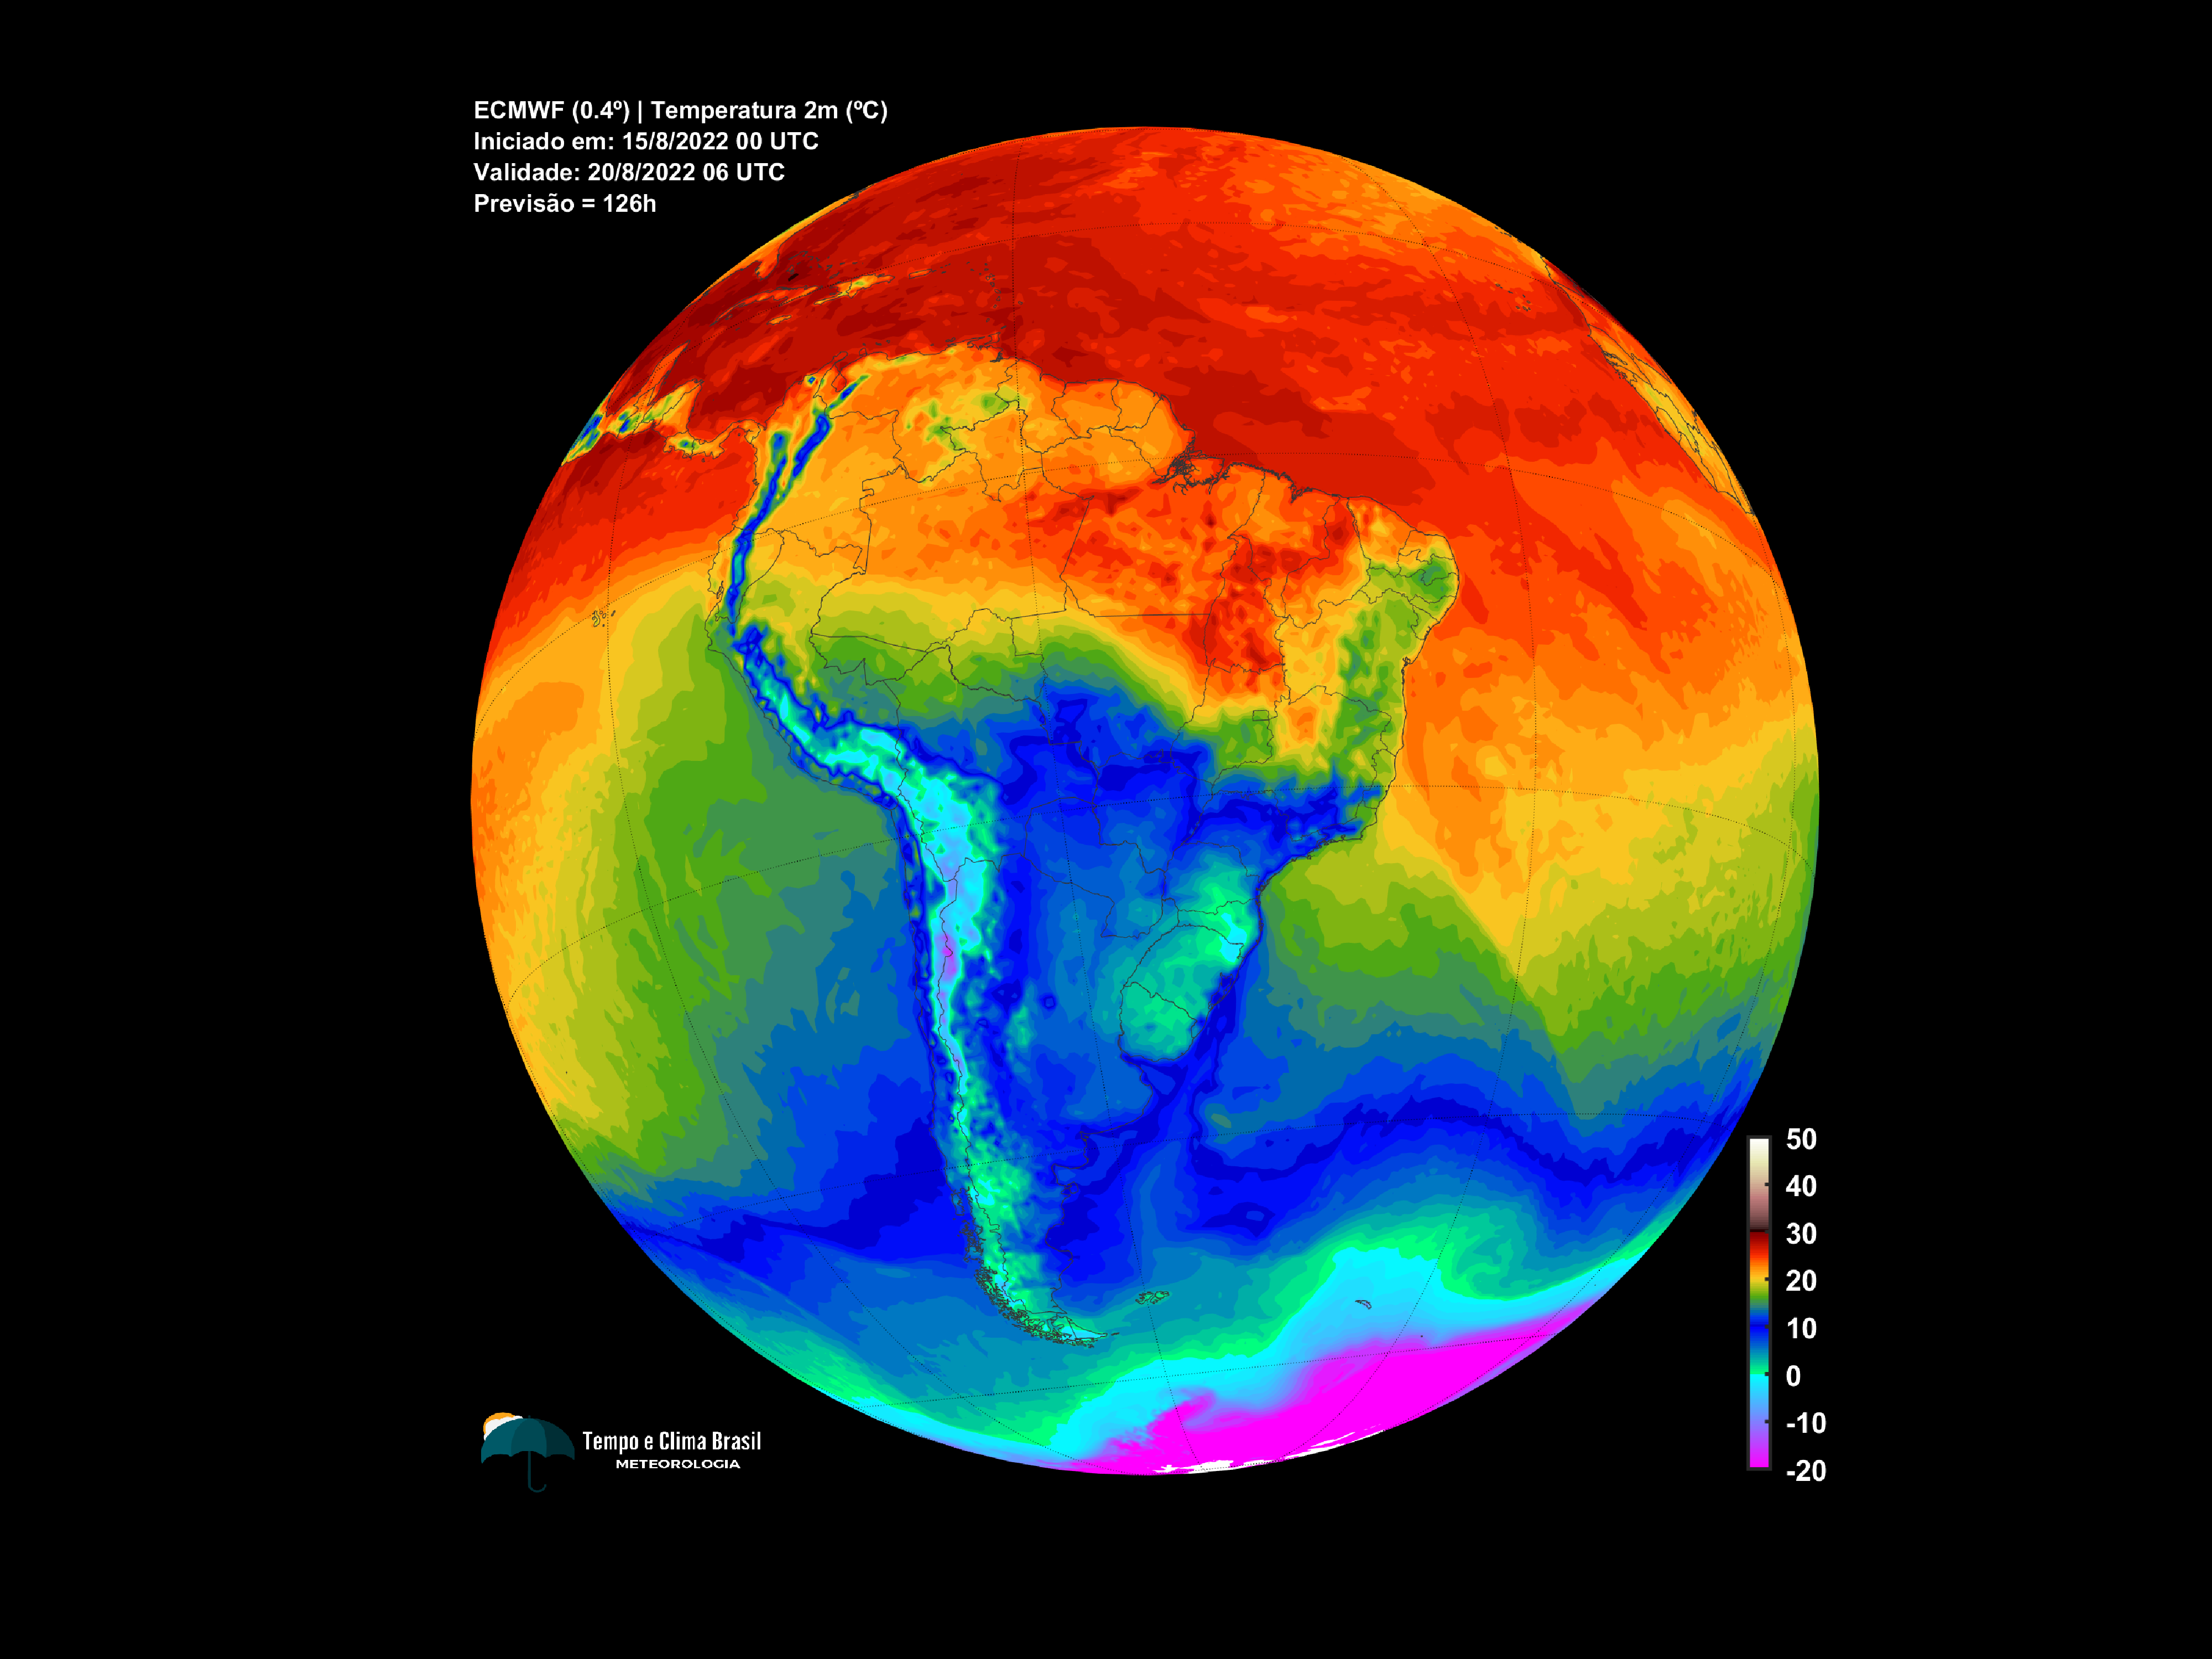 ECMWF (0.4º) | Temperatura 2m (ºC)
Iniciado em: 15/8/2022 00 UTC
Validade: 20/8/2022 06 UTC
Previsão = 126h
50
40
30
20
10
0
-10
-20
Tempo e Clima Brasil
METEOROLOGIA